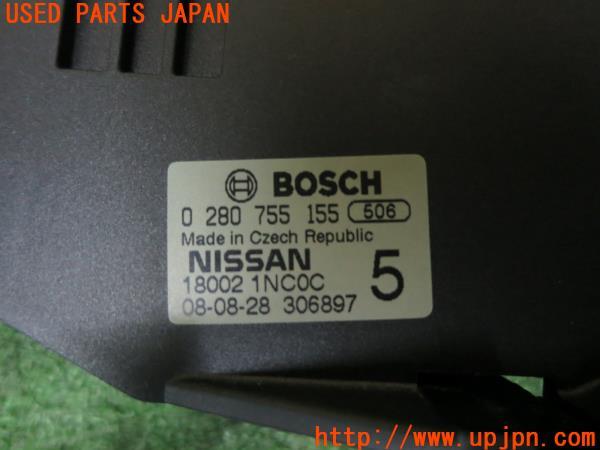 USED PARTS JAPAN
BOSCH
0 280 755 155 506
Made in Czech Republic
NISSAN
18002 1NC0C 5
08-08-28 306897
UPJ
www.upjpn.com